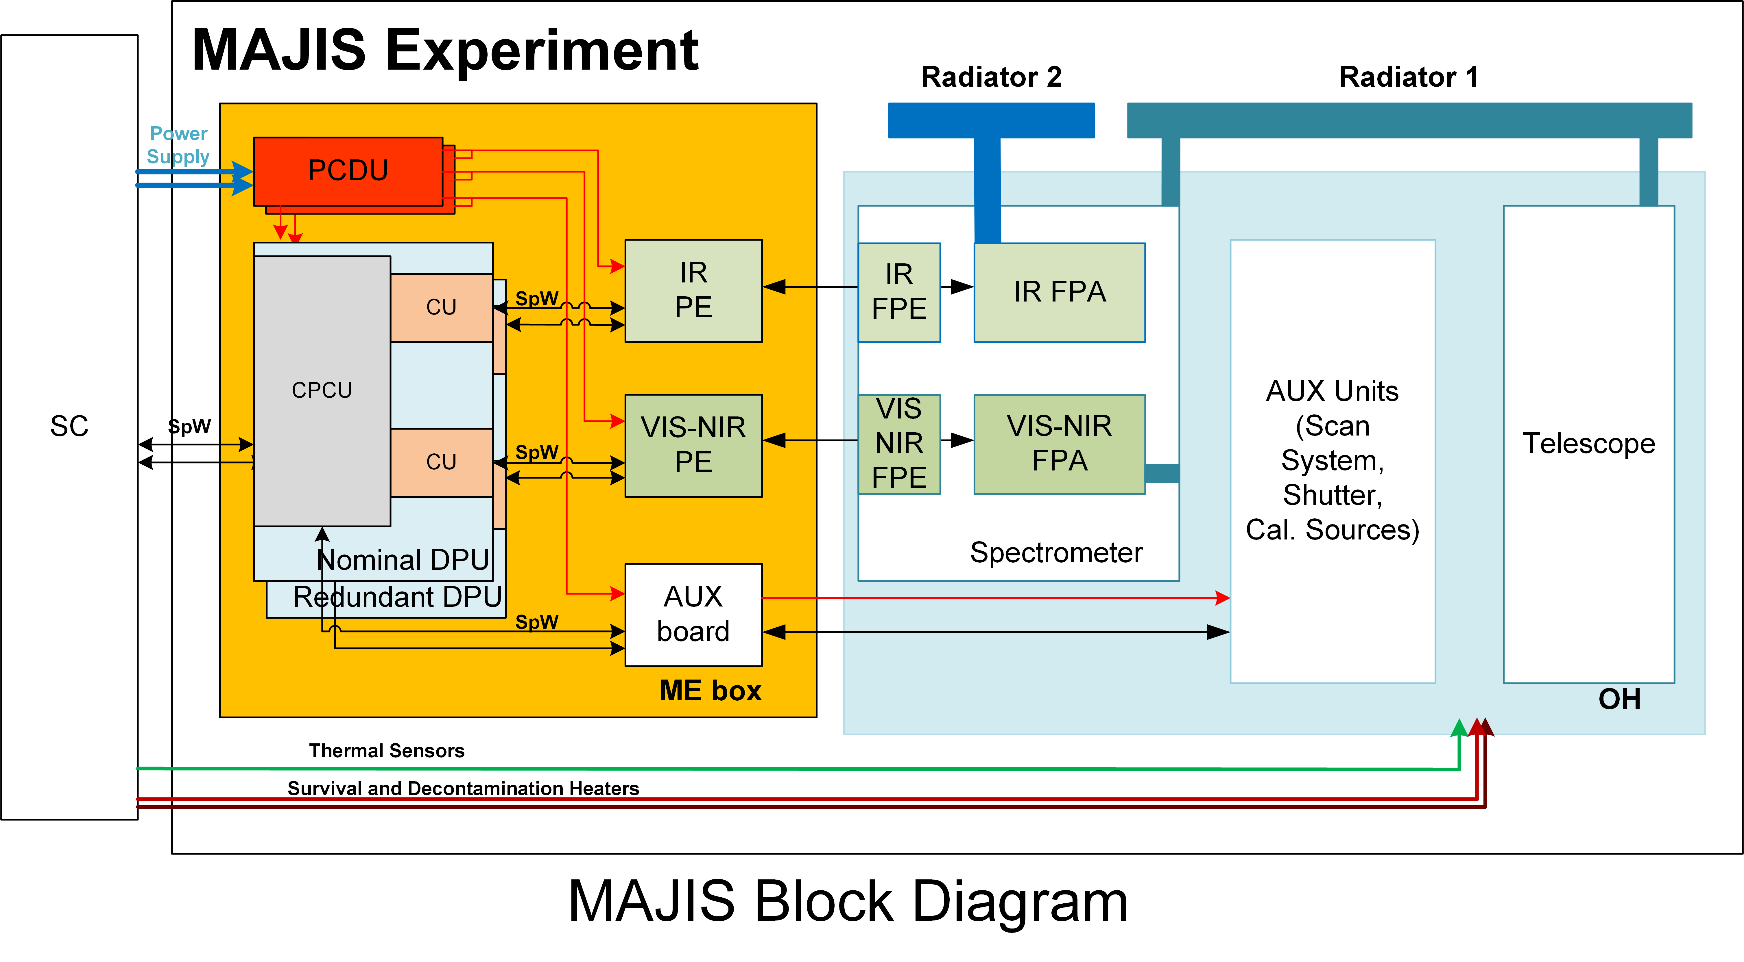 MAJIS Experiment
Radiator 2
Radiator 1
Power
Supply
PCDU
SC
SpW
CPCU
CU
CU
Nominal DPU
Redundant DPU
SpW
SpW
SpW
IR
PE
VIS-NIR
PE
AUX
board
ME box
IR
FPE
IR FPA
VIS
NIR
FPE
VIS-NIR
FPA
Spectrometer
AUX Units
(Scan
System,
Shutter,
Cal. Sources)
Telescope
OH
Thermal Sensors
Survival and Decontamination Heaters
MAJIS Block Diagram